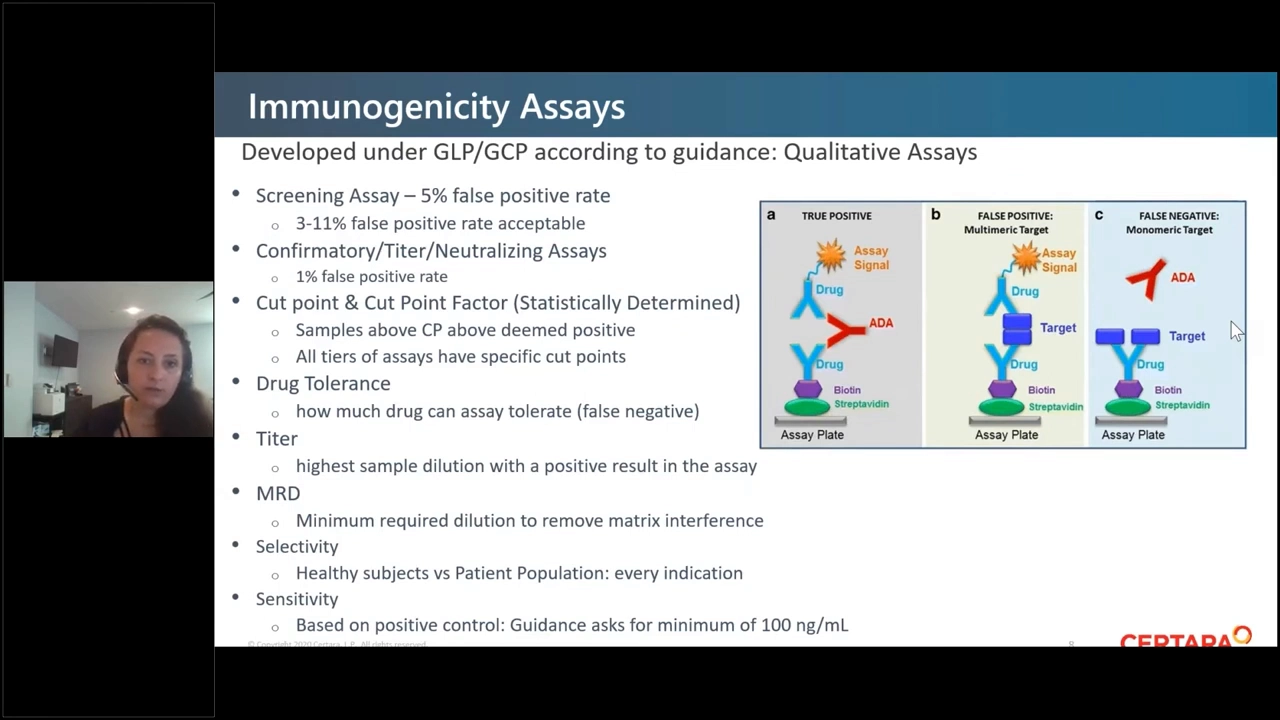 Immunogenicity Assays
Developed under GLP/GCP according to guidance: Qualitative Assays
• Screening Assay – 5% false positive rate
o 3-11% false positive rate acceptable
• Confirmatory/Titer/Neutralizing Assays
o 1% false positive rate
• Cut point & Cut Point Factor (Statistically Determined)
o Samples above CP above deemed positive
o All tiers of assays have specific cut points
• Drug Tolerance
o how much drug can assay tolerate (false negative)
• Titer
o highest sample dilution with a positive result in the assay
• MRD
o Minimum required dilution to remove matrix interference
• Selectivity
o Healthy subjects vs Patient Population: every indication
• Sensitivity
o Based on positive control: Guidance asks for minimum of 100 ng/mL
a TRUE POSITIVE
Assay
Signal
Drug
ADA
Drug
Biotin
Streptavidin
Assay Plate
b FALSE POSITIVE:
Multimeric Target
Assay
Signal
Drug
Target
Drug
Biotin
Streptavidin
Assay Plate
c FALSE NEGATIVE:
Monomeric Target
ADA
Target
Drug
Biotin
Streptavidin
Assay Plate
© Copyright 2020 Certara, L.P. All rights reserved.
8
CERTARA